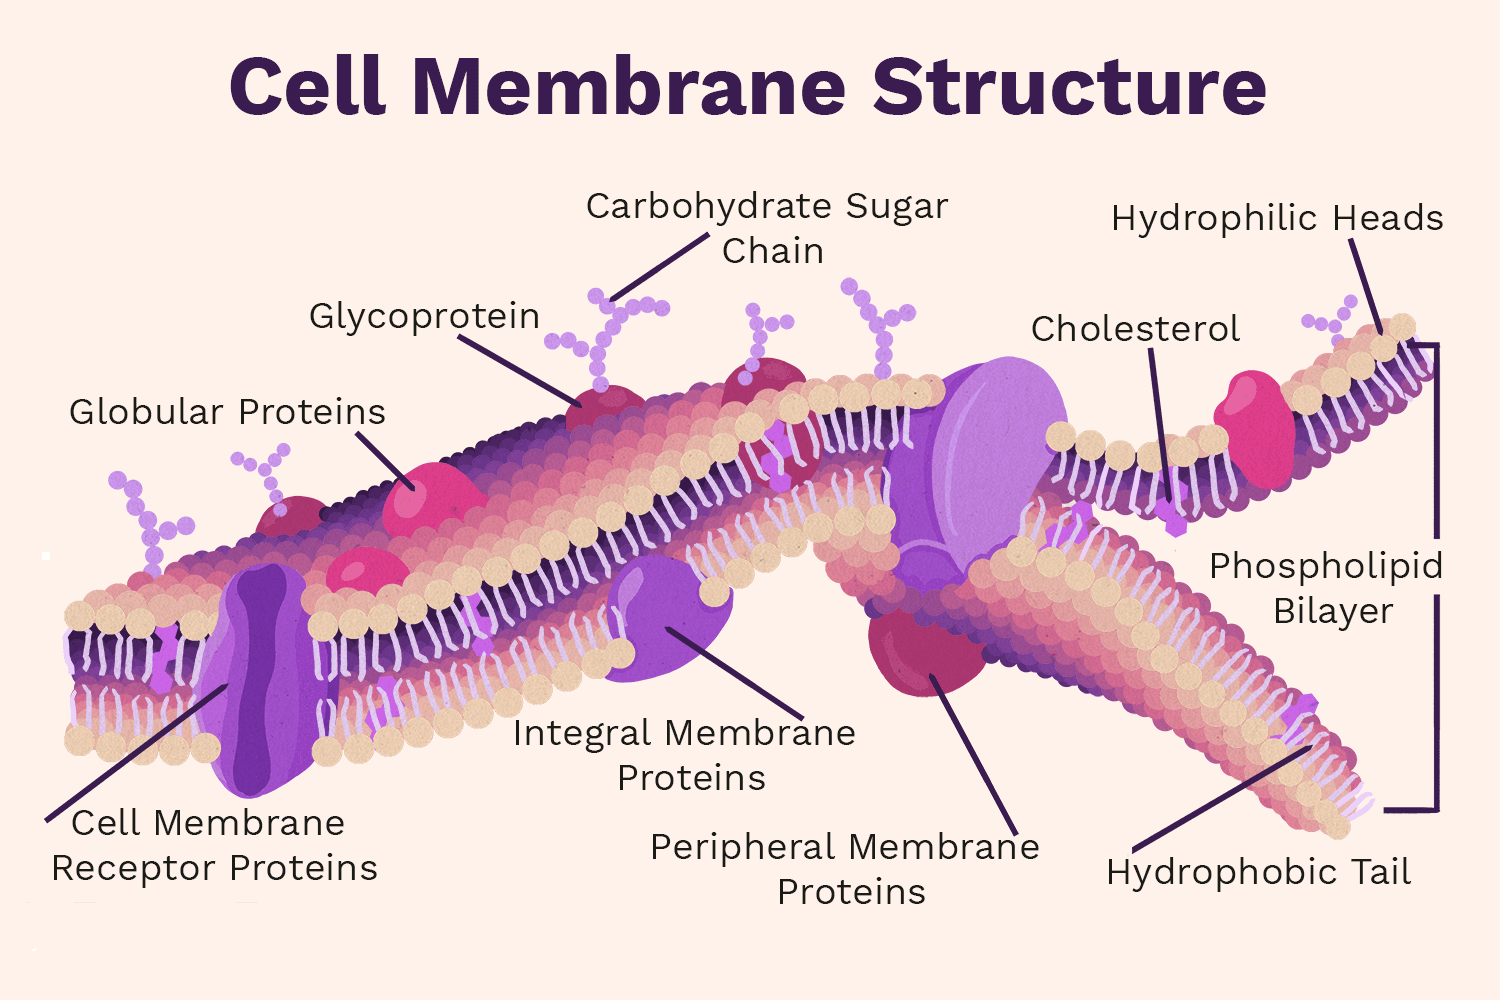 Cell Membrane Structure
Carbohydrate Sugar
Chain
Hydrophilic Heads
Glycoprotein
Cholesterol
Globular Proteins
Phospholipid
Bilayer
Integral Membrane
Proteins
Cell Membrane
Receptor Proteins
Peripheral Membrane
Proteins
Hydrophobic Tail